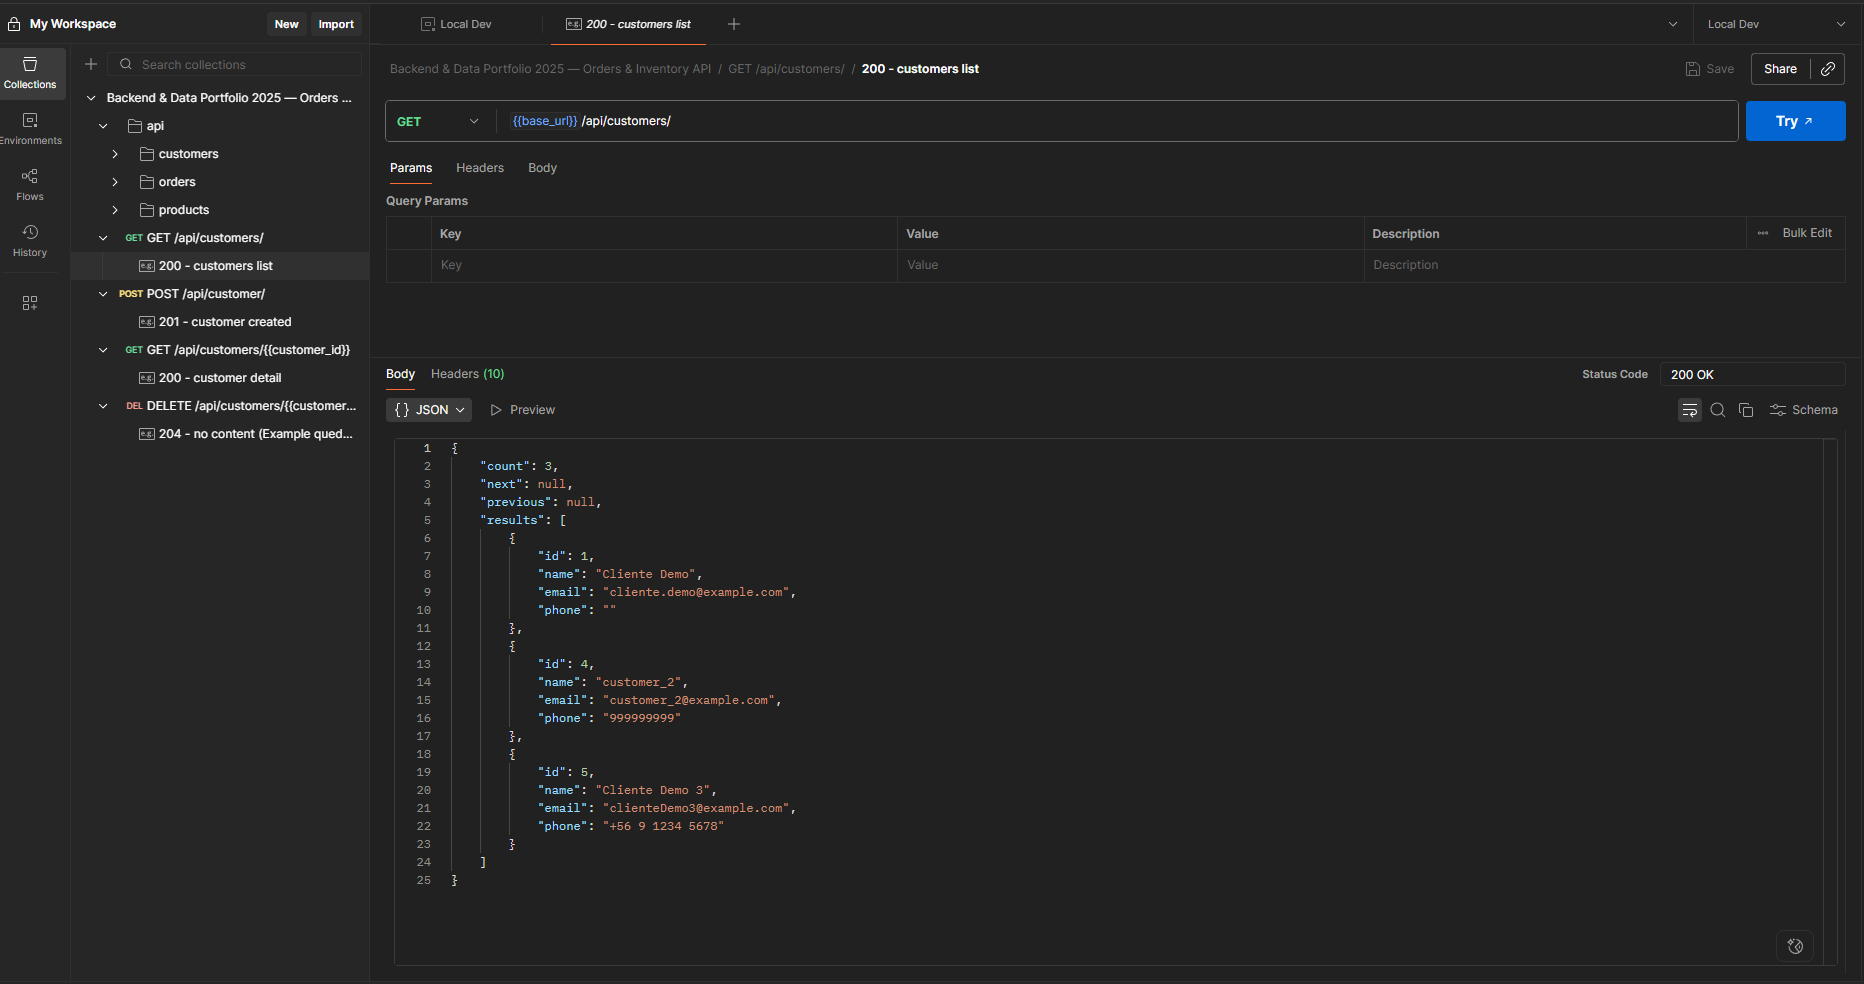 My Workspace
New
Import
Local Dev
200 - customers list
Local Dev
Collections
Environments
Flows
History
Search collections
Backend & Data Portfolio 2025 — Orders ...
api
customers
orders
products
GET GET /api/customers/
200 - customers list
POST POST /api/customer/
201 - customer created
GET GET /api/customers/{{customer_id}}
200 - customer detail
DEL DELETE /api/customers/{{customer...
204 - no content (Example qued...
Backend & Data Portfolio 2025 — Orders & Inventory API / GET /api/customers/ / 200 - customers list
Save
Share
GET
{{base_url}} /api/customers/
Try
Params
Headers
Body
Query Params
Key
Value
Description
Bulk Edit
Key
Value
Description
Body
Headers (10)
Status Code
200 OK
{} JSON
Preview
Schema
1 {
2 "count": 3,
3 "next": null,
4 "previous": null,
5 "results": [
6 {
7 "id": 1,
8 "name": "Cliente Demo",
9 "email": "cliente.demo@example.com",
10 "phone": ""
11 },
12 {
13 "id": 4,
14 "name": "customer_2",
15 "email": "customer_2@example.com",
16 "phone": "999999999"
17 },
18 {
19 "id": 5,
20 "name": "Cliente Demo 3",
21 "email": "clienteDemo3@example.com",
22 "phone": "+56 9 1234 5678"
23 }
24 ]
25 }